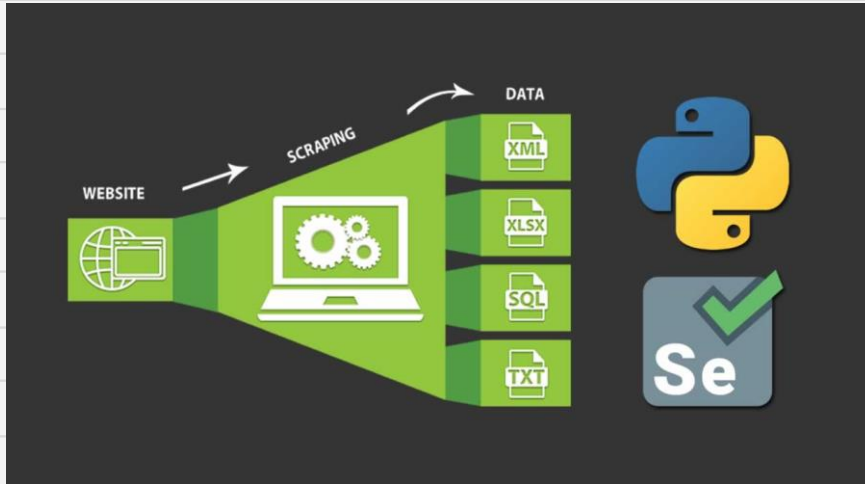 WEBSITE
SCRAPING
DATA
XML
XLSX
SQL
TXT
Se